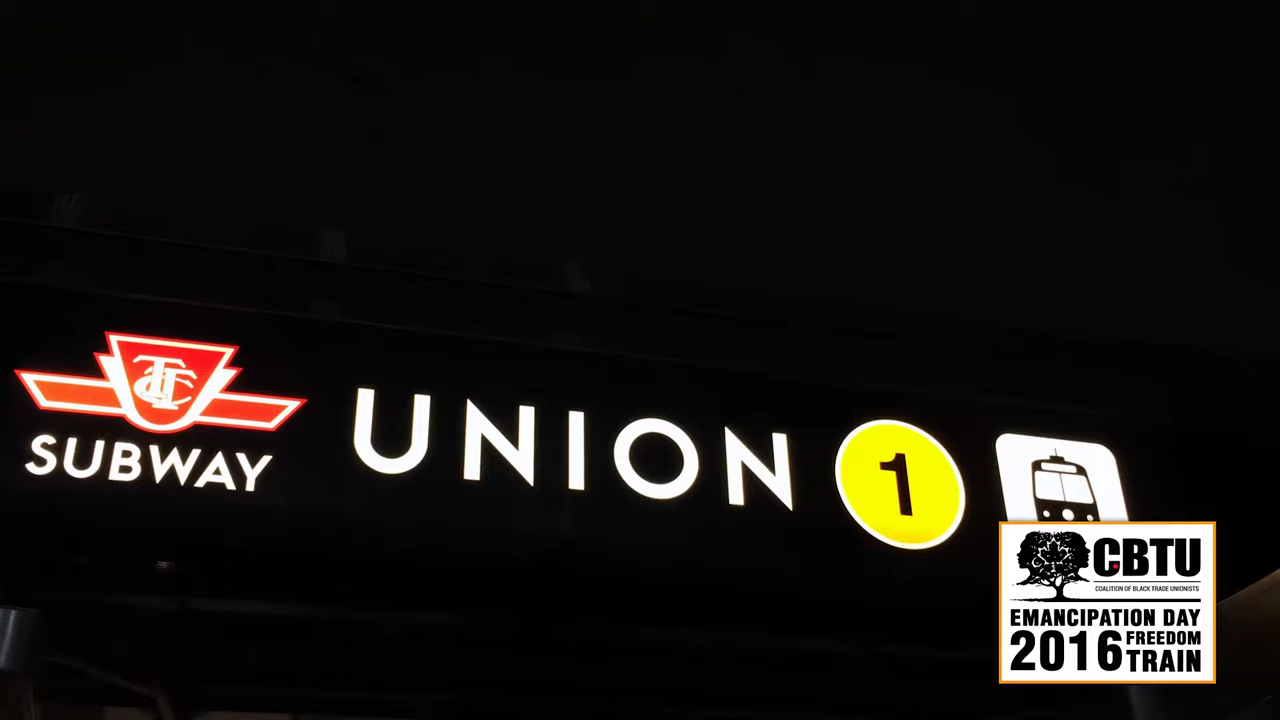 TTC
SUBWAY
UNION 1
CBTU
COALITION OF BLACK TRADE UNIONISTS
EMANCIPATION DAY
2016 FREEDOM
TRAIN